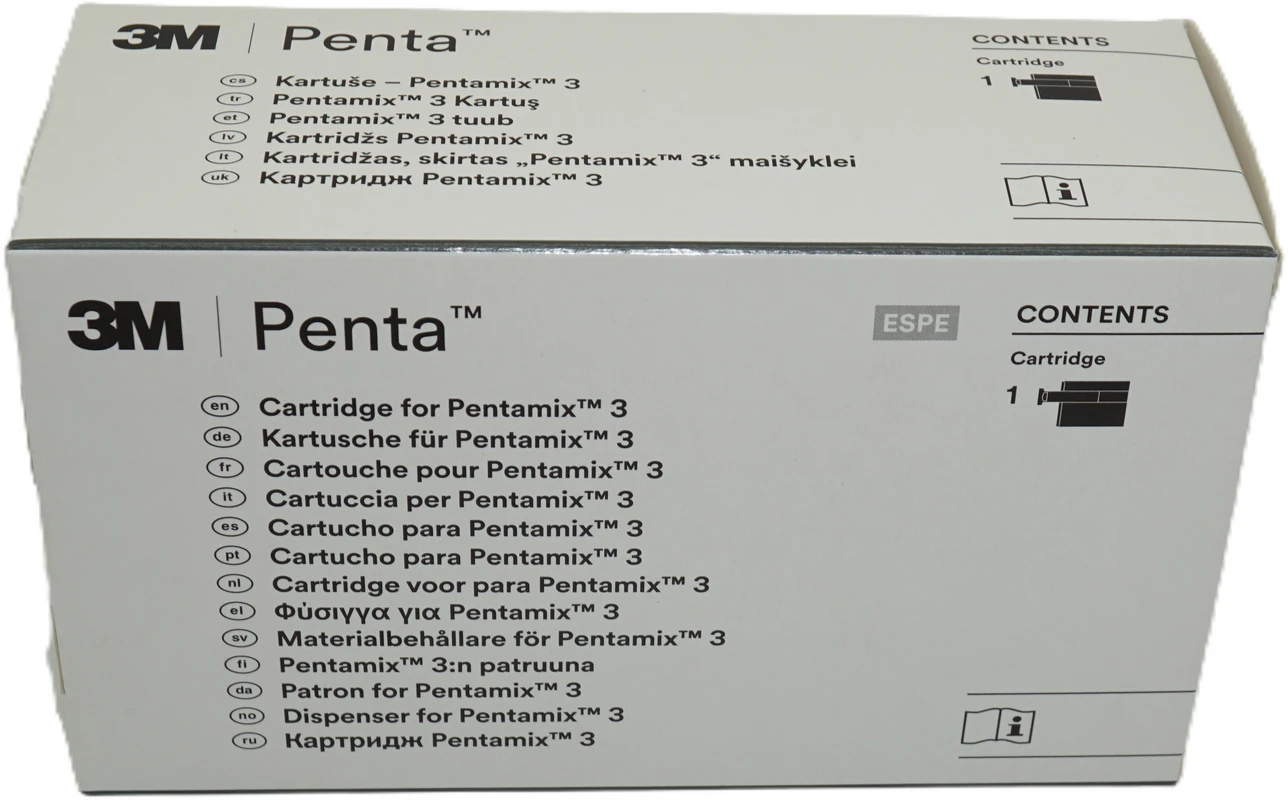 3M | Penta™
CONTENTS
Cartridge
1
cs Kartuše – Pentamix™ 3
tr Pentamix™ 3 Kartuş
et Pentamix™ 3 tuub
lv Kartridžs Pentamix™ 3
lt Kartridžas, skirtas „Pentamix™ 3“ maišyklei
uk Картридж Pentamix™ 3
3M | Penta™
ESPE
CONTENTS
Cartridge
1
en Cartridge for Pentamix™ 3
de Kartusche für Pentamix™ 3
fr Cartouche pour Pentamix™ 3
it Cartuccia per Pentamix™ 3
es Cartucho para Pentamix™ 3
pt Cartucho para Pentamix™ 3
nl Cartridge voor para Pentamix™ 3
el Φύσιγγα για Pentamix™ 3
sv Materialbehållare för Pentamix™ 3
fi Pentamix™ 3:n patruuna
da Patron for Pentamix™ 3
no Dispenser for Pentamix™ 3
ru Картридж Pentamix™ 3